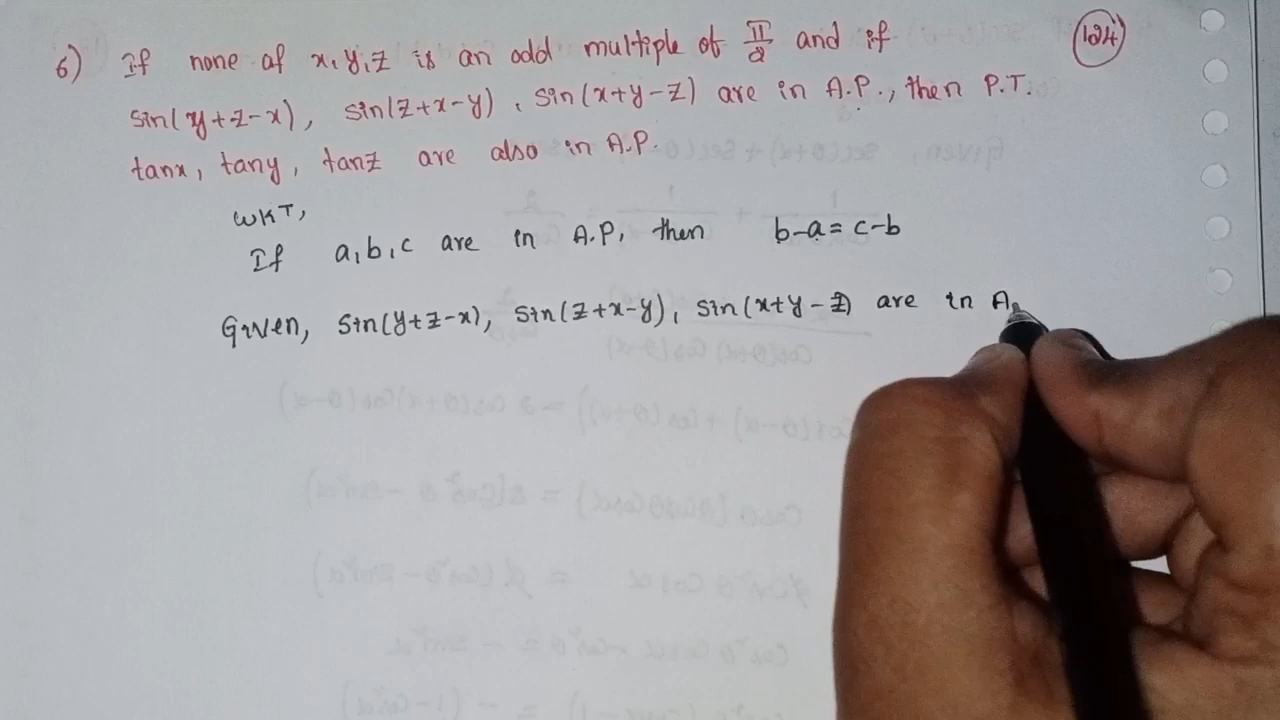 6) If none of x, y, z is an odd multiple of π/2 and if (124)
sin(y+z-x), sin(z+x-y), sin(x+y-z) are in A.P., then P.T.
tanx, tany, tanz are also in A.P.
WKT,
If a, b, c are in A.P, then b-a = c-b
Given, sin(y+z-x), sin(z+x-y), sin(x+y-z) are in A.